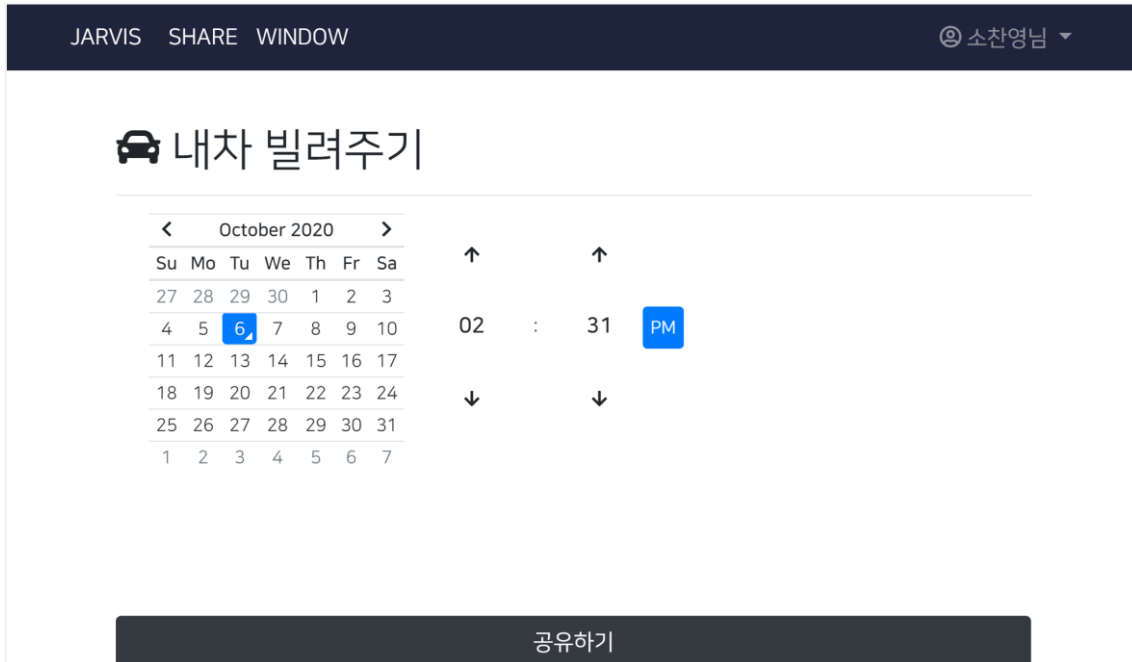 JARVIS SHARE WINDOW 소찬영님
내차 빌려주기
October 2020
Su Mo Tu We Th Fr Sa
27 28 29 30 1 2 3
4 5 6 7 8 9 10
11 12 13 14 15 16 17
18 19 20 21 22 23 24
25 26 27 28 29 30 31
1 2 3 4 5 6 7
02 : 31 PM
공유하기